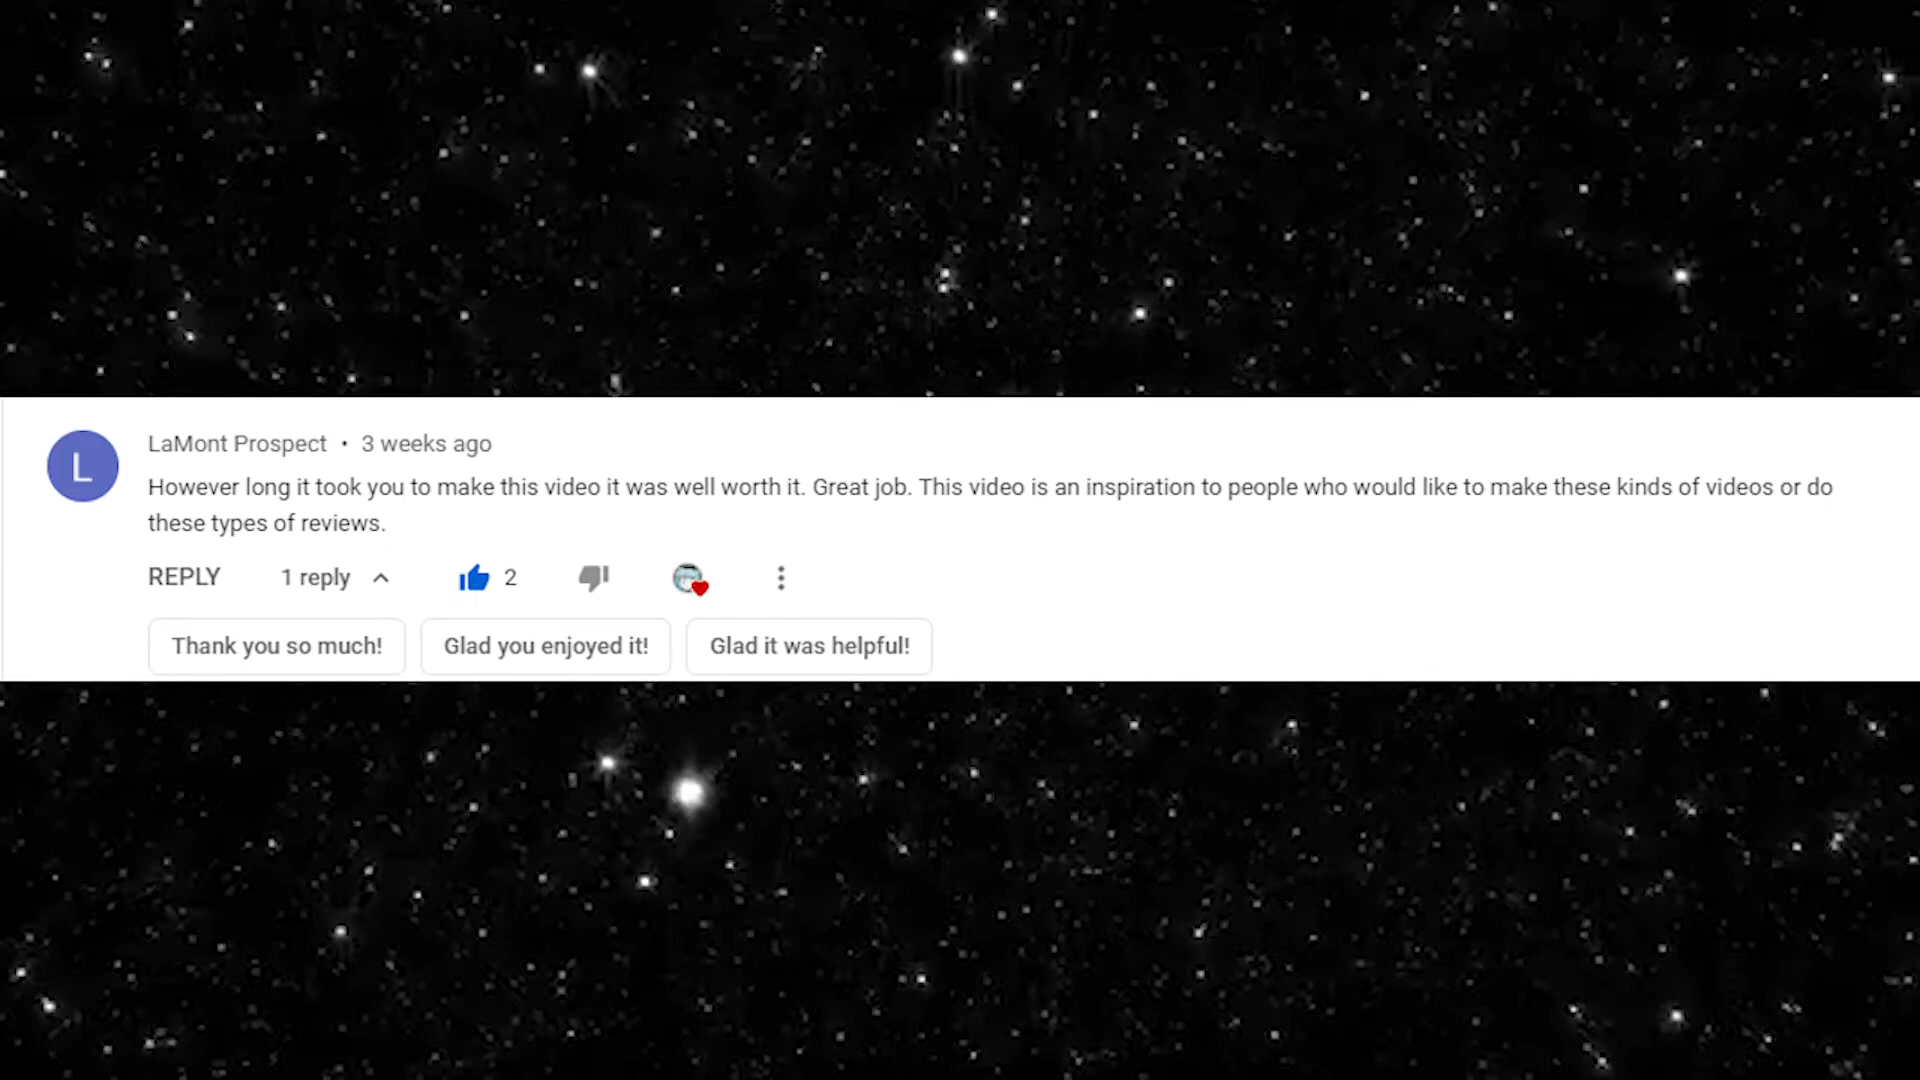 L
LaMont Prospect • 3 weeks ago
However long it took you to make this video it was well worth it. Great job. This video is an inspiration to people who would like to make these kinds of videos or do
these types of reviews.
REPLY 1 reply 2
Thank you so much! Glad you enjoyed it! Glad it was helpful!